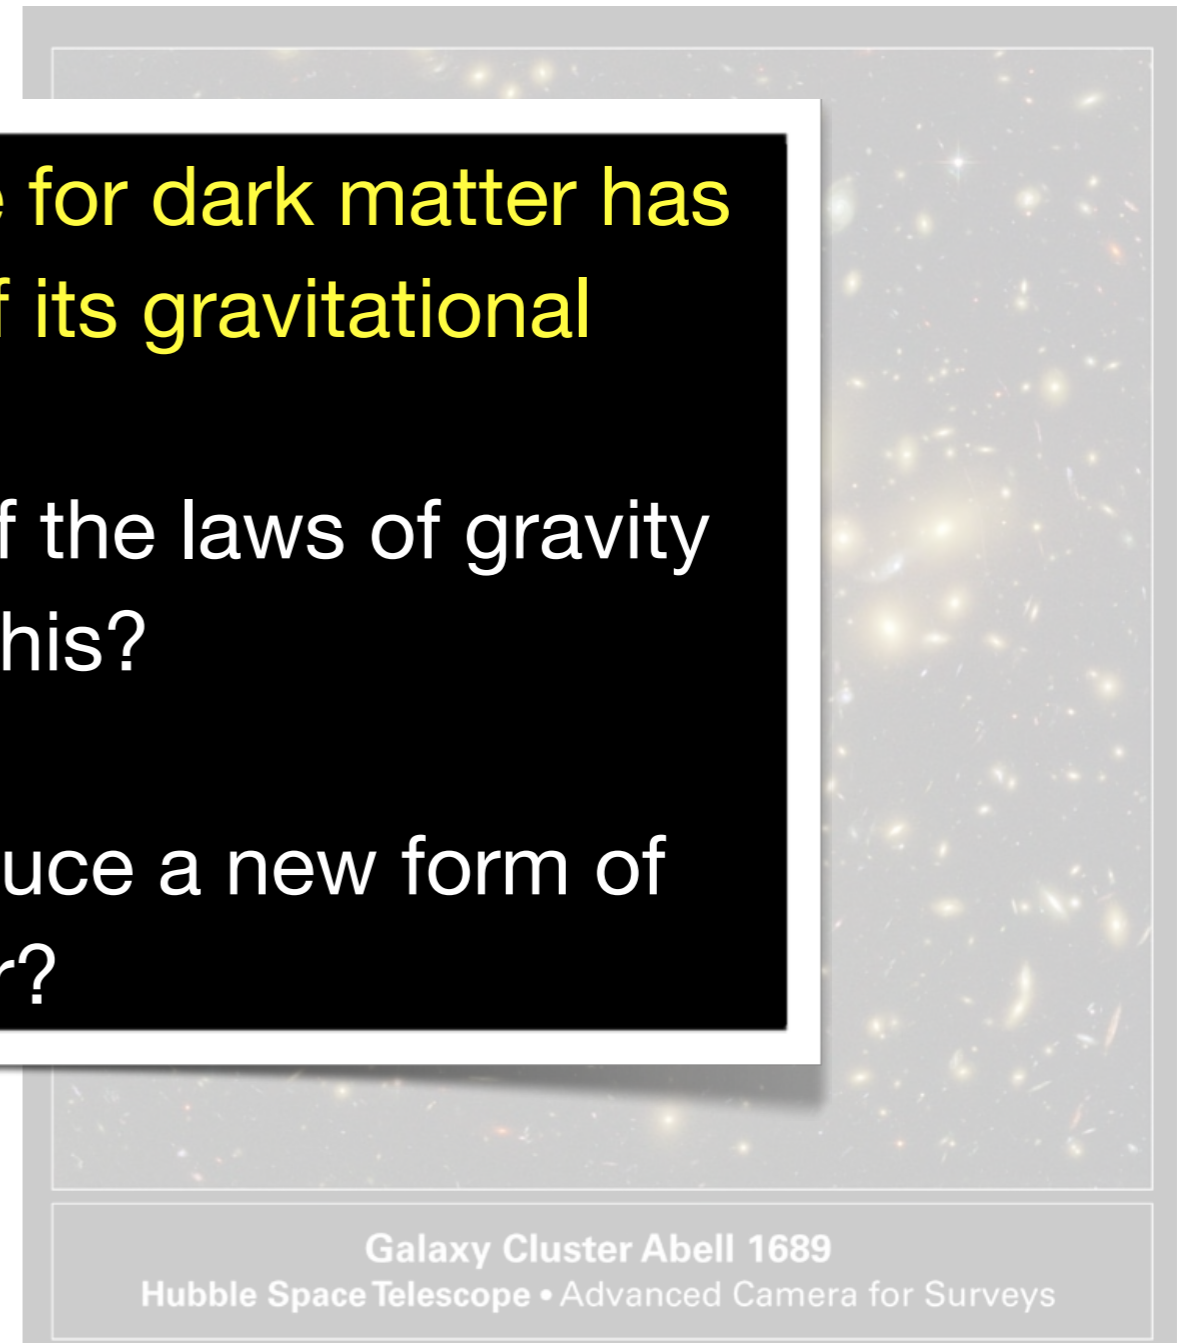 for dark matter has
its gravitational
the laws of gravity
his?
uce a new form of
r?
Galaxy Cluster Abell 1689
Hubble Space Telescope • Advanced Camera for Surveys